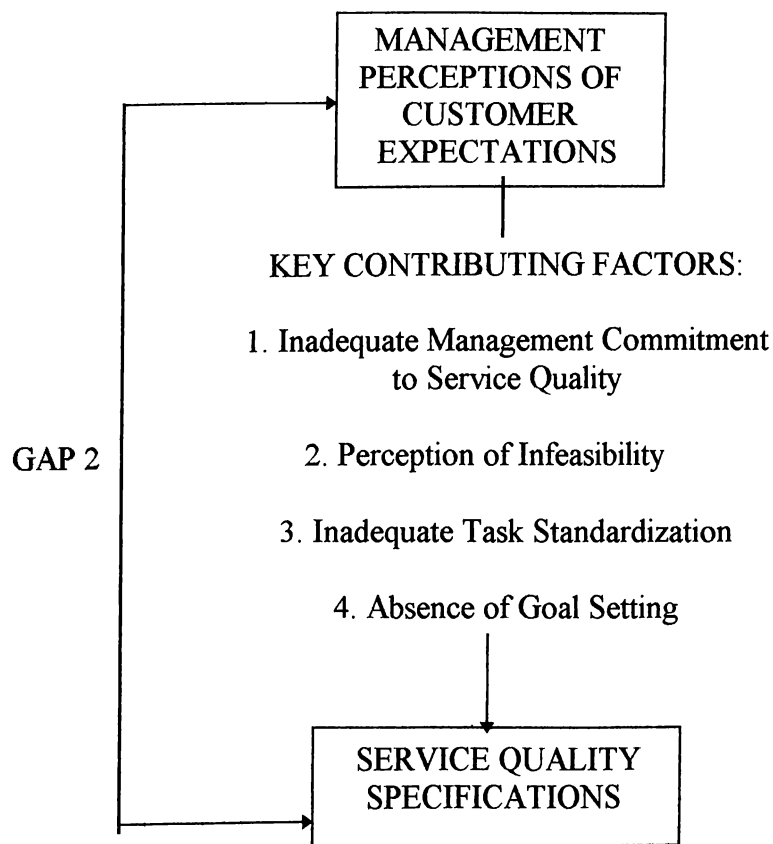 MANAGEMENT
PERCEPTIONS OF
CUSTOMER
EXPECTATIONS
KEY CONTRIBUTING FACTORS:
1. Inadequate Management Commitment
to Service Quality
GAP 2
2. Perception of Infeasibility
3. Inadequate Task Standardization
4. Absence of Goal Setting
SERVICE QUALITY
SPECIFICATIONS